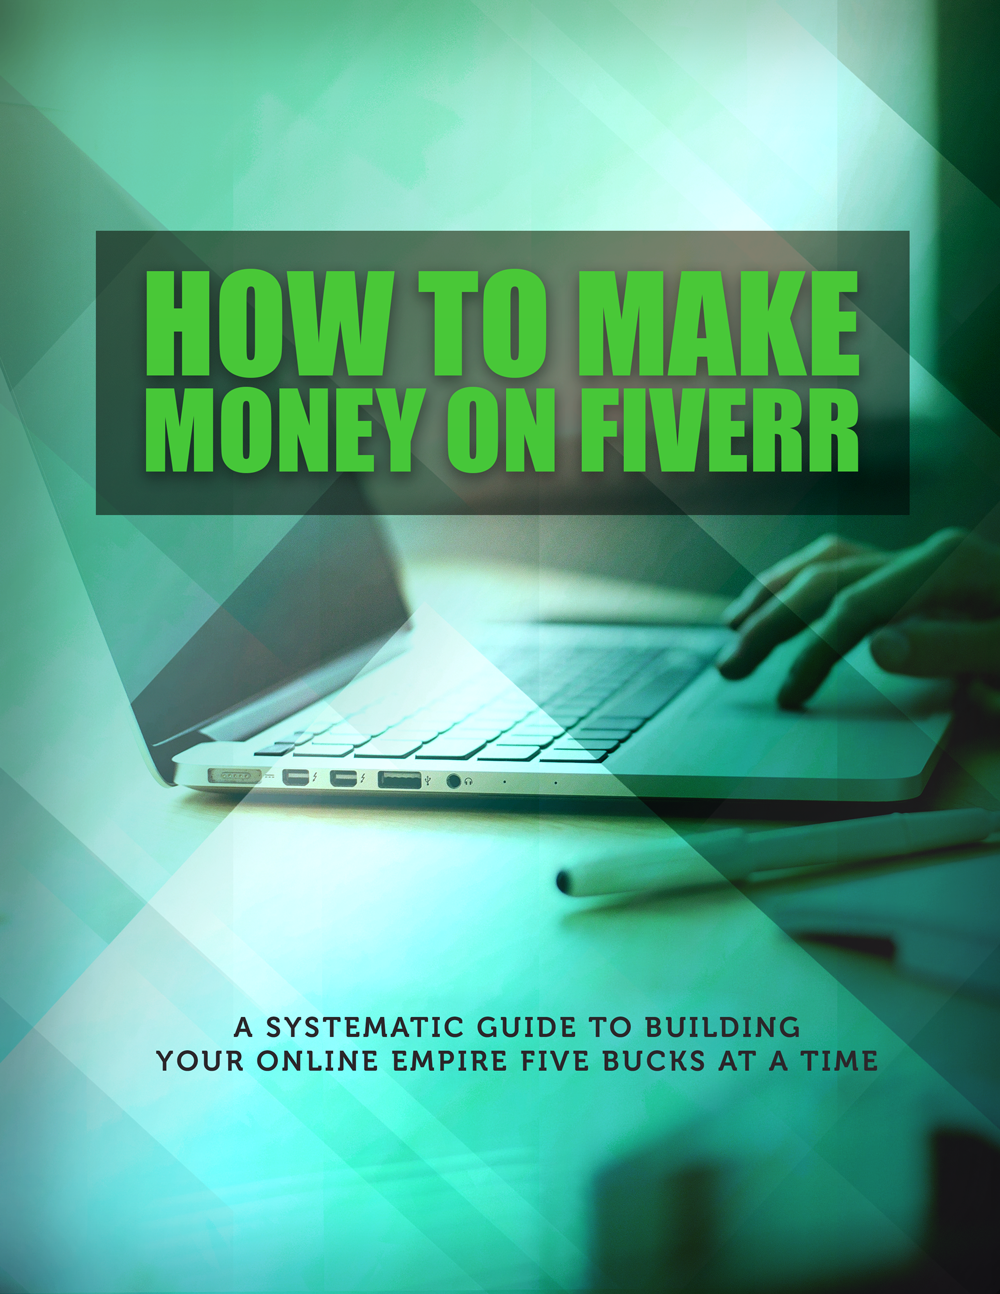 HOW TO MAKE
MONEY ON FIVERR
A SYSTEMATIC GUIDE TO BUILDING
YOUR ONLINE EMPIRE FIVE BUCKS AT A TIME